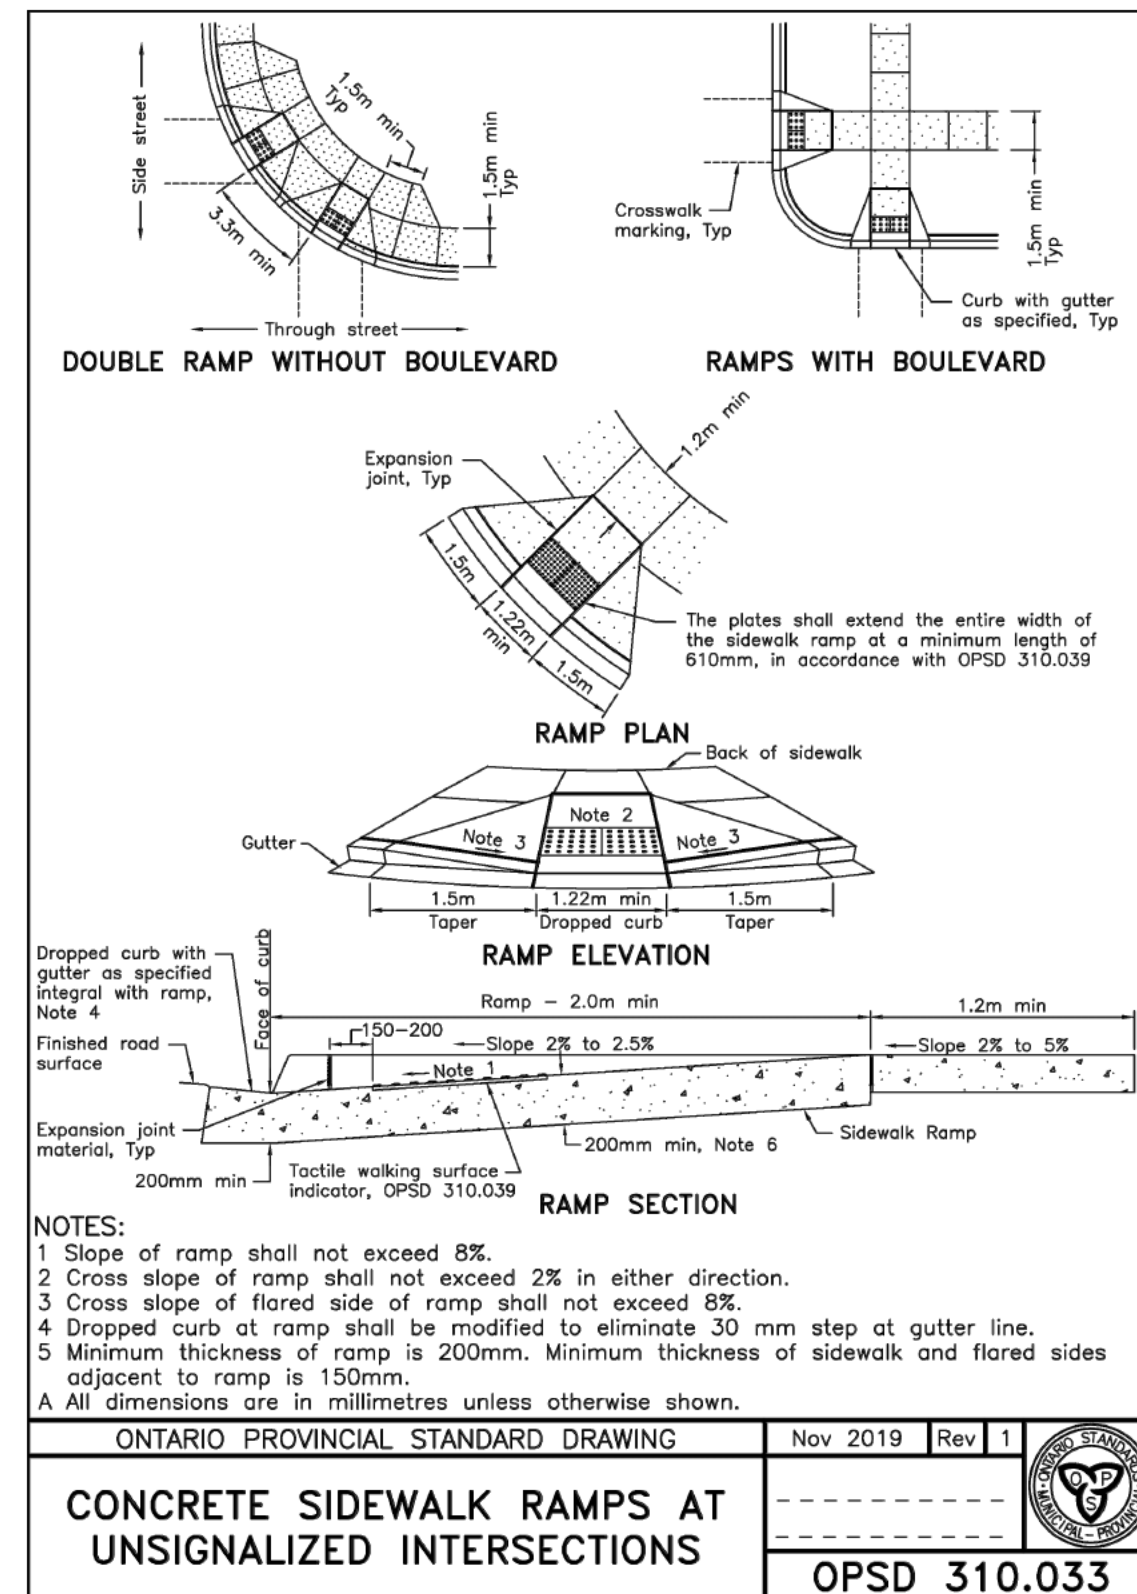 Side street
1.5m min
Typ
1.5m min
Typ
3.3m min
Through street
DOUBLE RAMP WITHOUT BOULEVARD
Crosswalk
marking, Typ
1.5m min
Typ
Curb with gutter
as specified, Typ
RAMPS WITH BOULEVARD
Expansion
joint, Typ
1.2m min
1.5m
1.22m
min
1.5m
The plates shall extend the entire width of
the sidewalk ramp at a minimum length of
610mm, in accordance with OPSD 310.039
RAMP PLAN
Back of sidewalk
Note 2
Note 3
Note 3
Gutter
1.5m
Taper
1.22m min
Dropped curb
1.5m
Taper
RAMP ELEVATION
Dropped curb with
gutter as specified
integral with ramp,
Note 4
Face of curb
Ramp – 2.0m min
1.2m min
Finished road
surface
150–200
Slope 2% to 2.5%
Slope 2% to 5%
Note 1
Expansion joint
material, Typ
200mm min, Note 6
Sidewalk Ramp
200mm min
Tactile walking surface
indicator, OPSD 310.039
RAMP SECTION
NOTES:
1 Slope of ramp shall not exceed 8%.
2 Cross slope of ramp shall not exceed 2% in either direction.
3 Cross slope of flared side of ramp shall not exceed 8%.
4 Dropped curb at ramp shall be modified to eliminate 30 mm step at gutter line.
5 Minimum thickness of ramp is 200mm. Minimum thickness of sidewalk and flared sides
adjacent to ramp is 150mm.
A All dimensions are in millimetres unless otherwise shown.
ONTARIO PROVINCIAL STANDARD DRAWING
Nov 2019
Rev
1
CONCRETE SIDEWALK RAMPS AT
UNSIGNALIZED INTERSECTIONS
ONTARIO STANDARDS
MUNICIPAL – PROVINCIAL
O P
S
OPSD 310.033